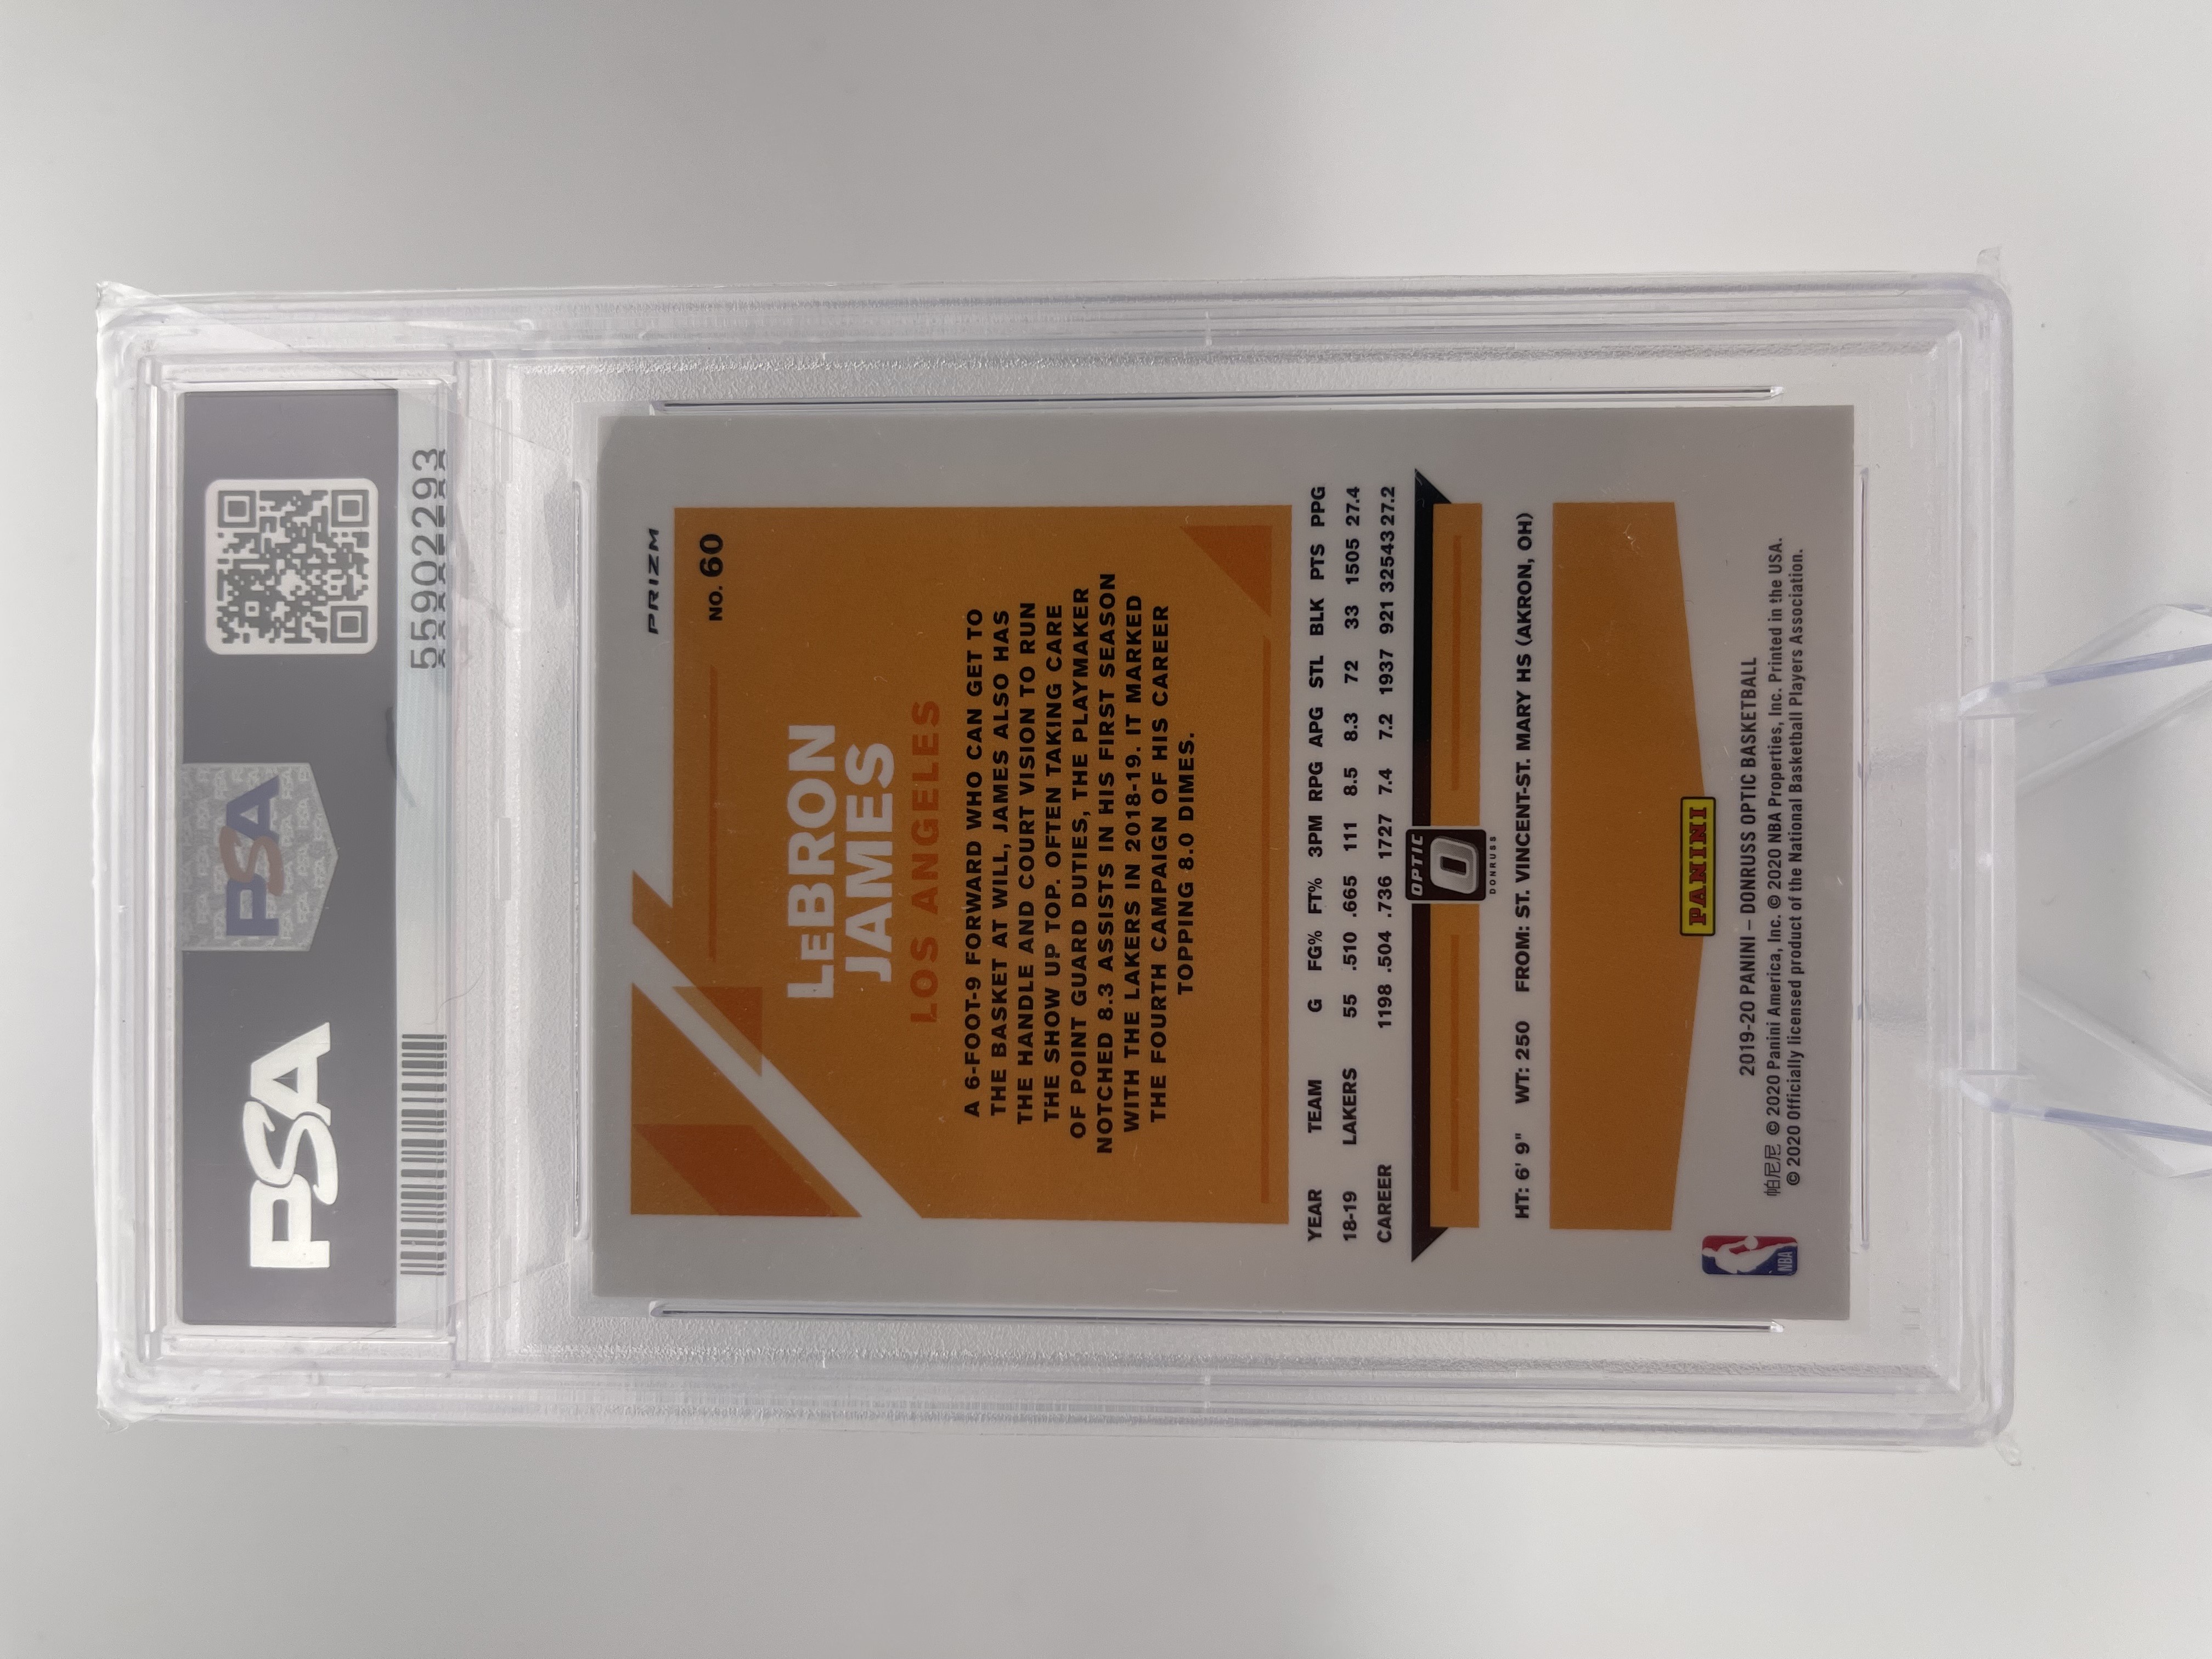 PSA
PSA
55902293
PRIZM
NO. 60
LeBRON
JAMES
LOS ANGELES
A 6-FOOT-9 FORWARD WHO CAN GET TO
THE BASKET AT WILL, JAMES ALSO HAS
THE HANDLE AND COURT VISION TO RUN
THE SHOW UP TOP. OFTEN TAKING CARE
OF POINT GUARD DUTIES, THE PLAYMAKER
NOTCHED 8.3 ASSISTS IN HIS FIRST SEASON
WITH THE LAKERS IN 2018-19. IT MARKED
THE FOURTH CAMPAIGN OF HIS CAREER
TOPPING 8.0 DIMES.
YEAR TEAM G FG% FT% 3PM RPG APG STL BLK PTS PPG
18-19 LAKERS 55 .510 .665 111 8.5 8.3 72 33 1505 27.4
CAREER 1198 .504 .736 1727 7.4 7.2 1937 921 32543 27.2
OPTIC
O
DONRUSS
HT: 6' 9" WT: 250 FROM: ST. VINCENT-ST. MARY HS (AKRON, OH)
PANINI
NBA
2019-20 PANINI – DONRUSS OPTIC BASKETBALL
帕尼尼 © 2020 Panini America, Inc. © 2020 NBA Properties, Inc. Printed in the USA.
© 2020 Officially licensed product of the National Basketball Players Association.